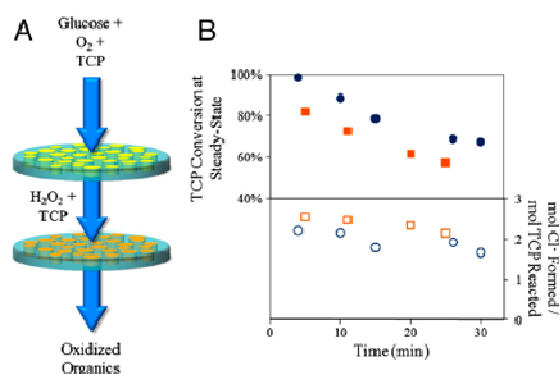 A
Glucose +
O₂ +
TCP
H₂O₂ +
TCP
Oxidized
Organics
B
TCP Conversion at
Steady-State
100%
80%
60%
40%
3
2
1
0
mol Cl- Formed /
mol TCP Reacted
0
10
20
30
Time (min)